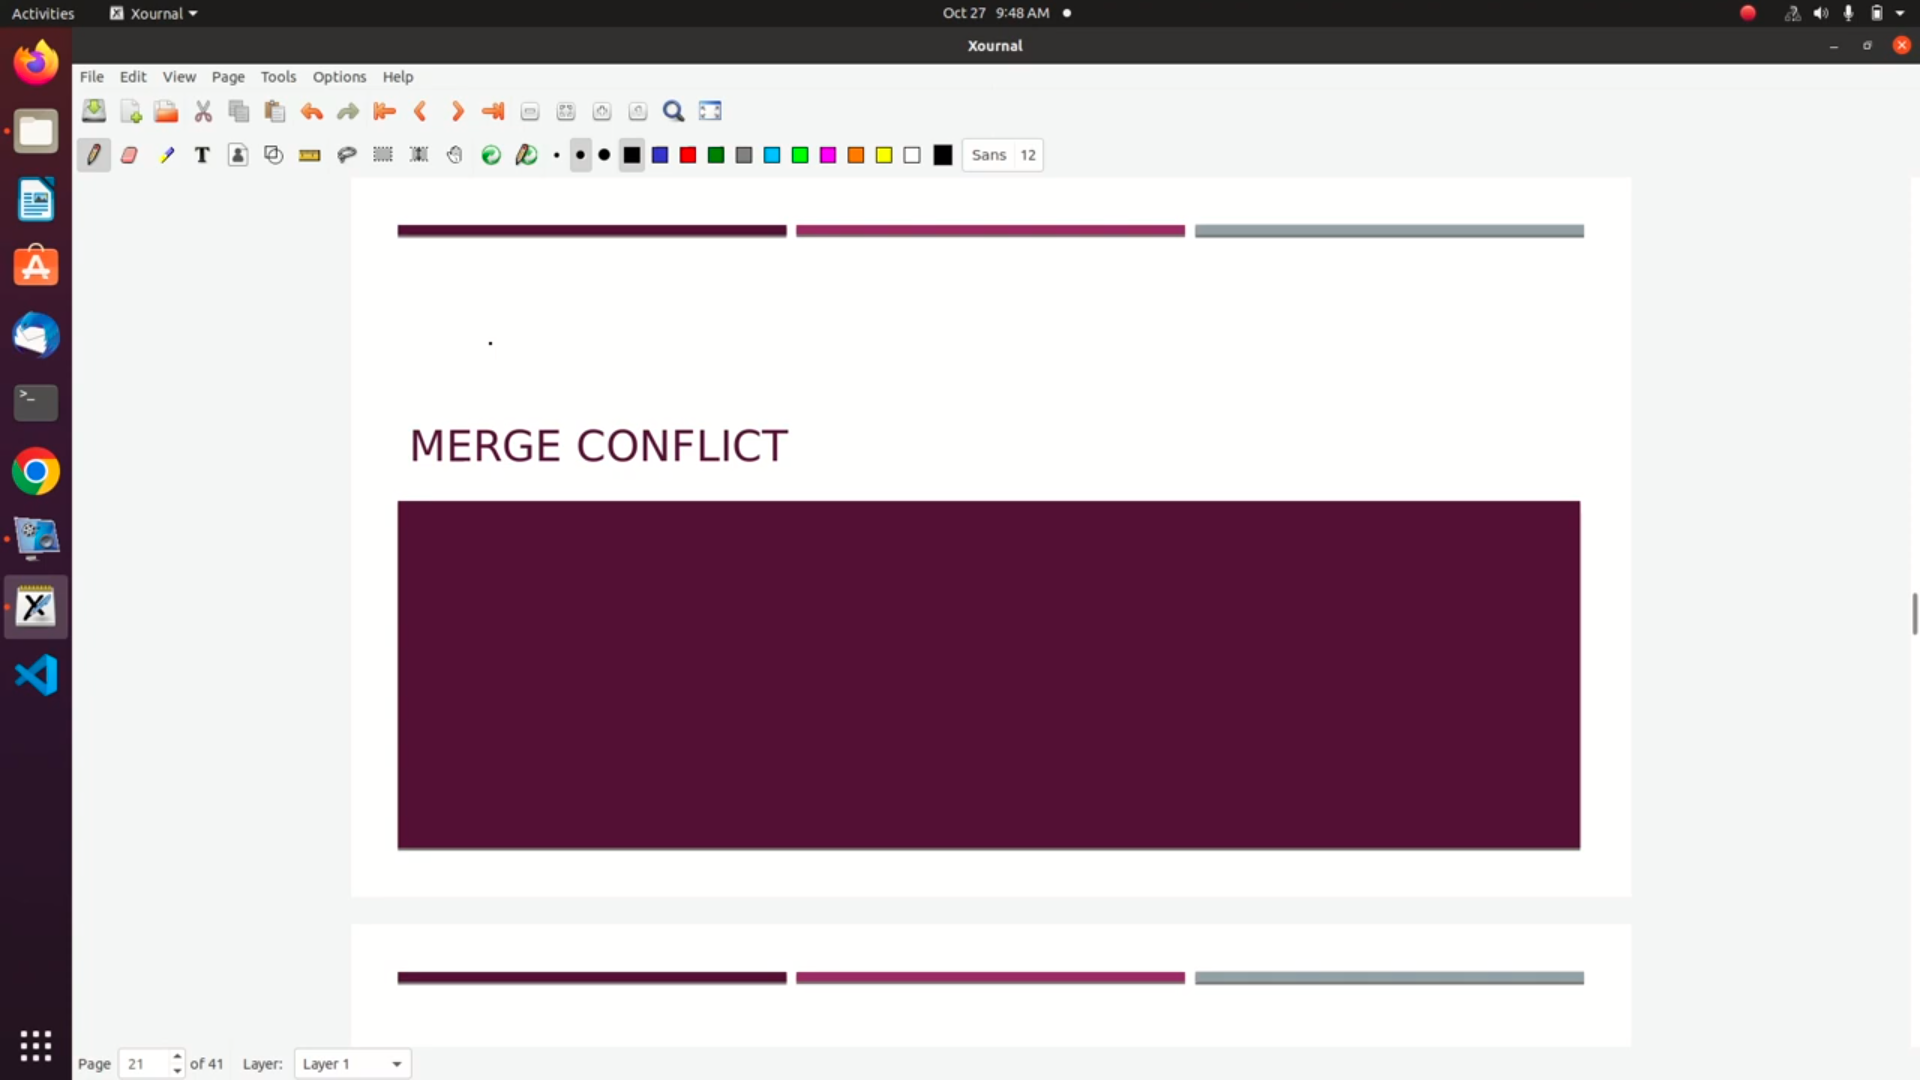 Activities
Xournal
Oct 27 9:48 AM
Xournal
File Edit View Page Tools Options Help
T
Sans 12
MERGE CONFLICT
Page 21 of 41 Layer: Layer 1